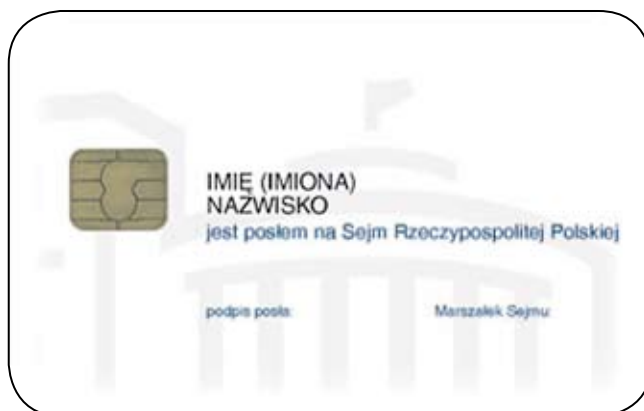 IMIĘ (IMIONA)
NAZWISKO
jest posłem na Sejm Rzeczypospolitej Polskiej
podpis posła: Marszałek Sejmu: